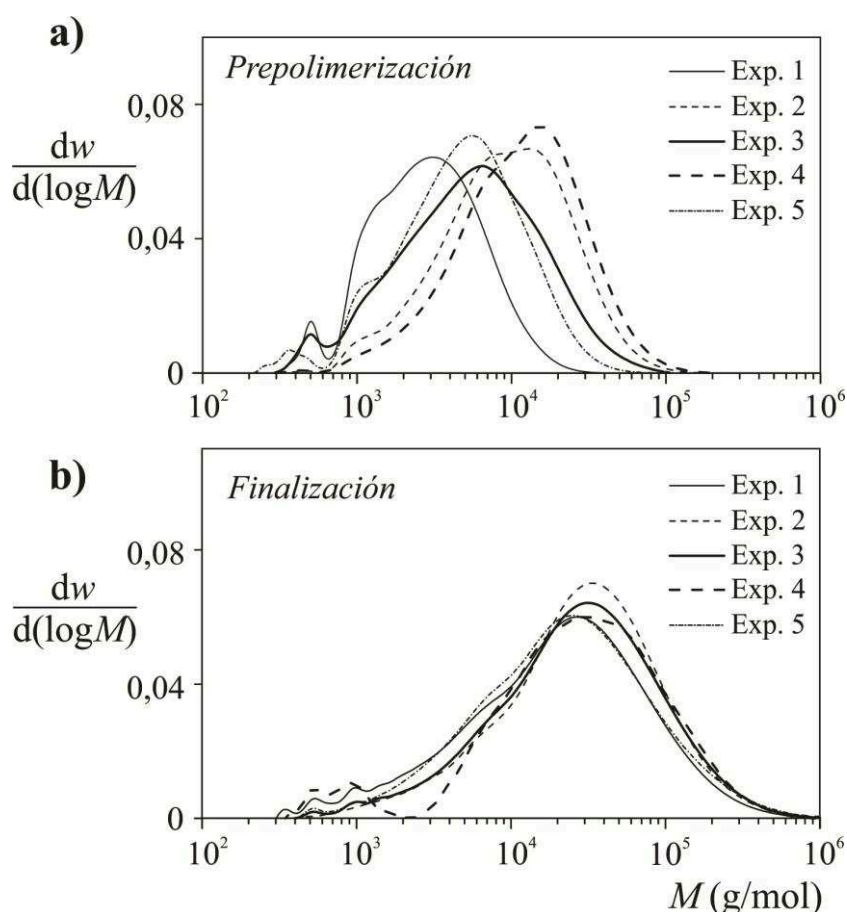 a)
Prepolimerización
Exp. 1
Exp. 2
Exp. 3
Exp. 4
Exp. 5
0,08
dw
d(logM)
0,04
0
10² 10³ 10⁴ 10⁵ 10⁶
b)
Finalización
Exp. 1
Exp. 2
Exp. 3
Exp. 4
Exp. 5
0,08
dw
d(logM)
0,04
0
10² 10³ 10⁴ 10⁵ 10⁶
M (g/mol)